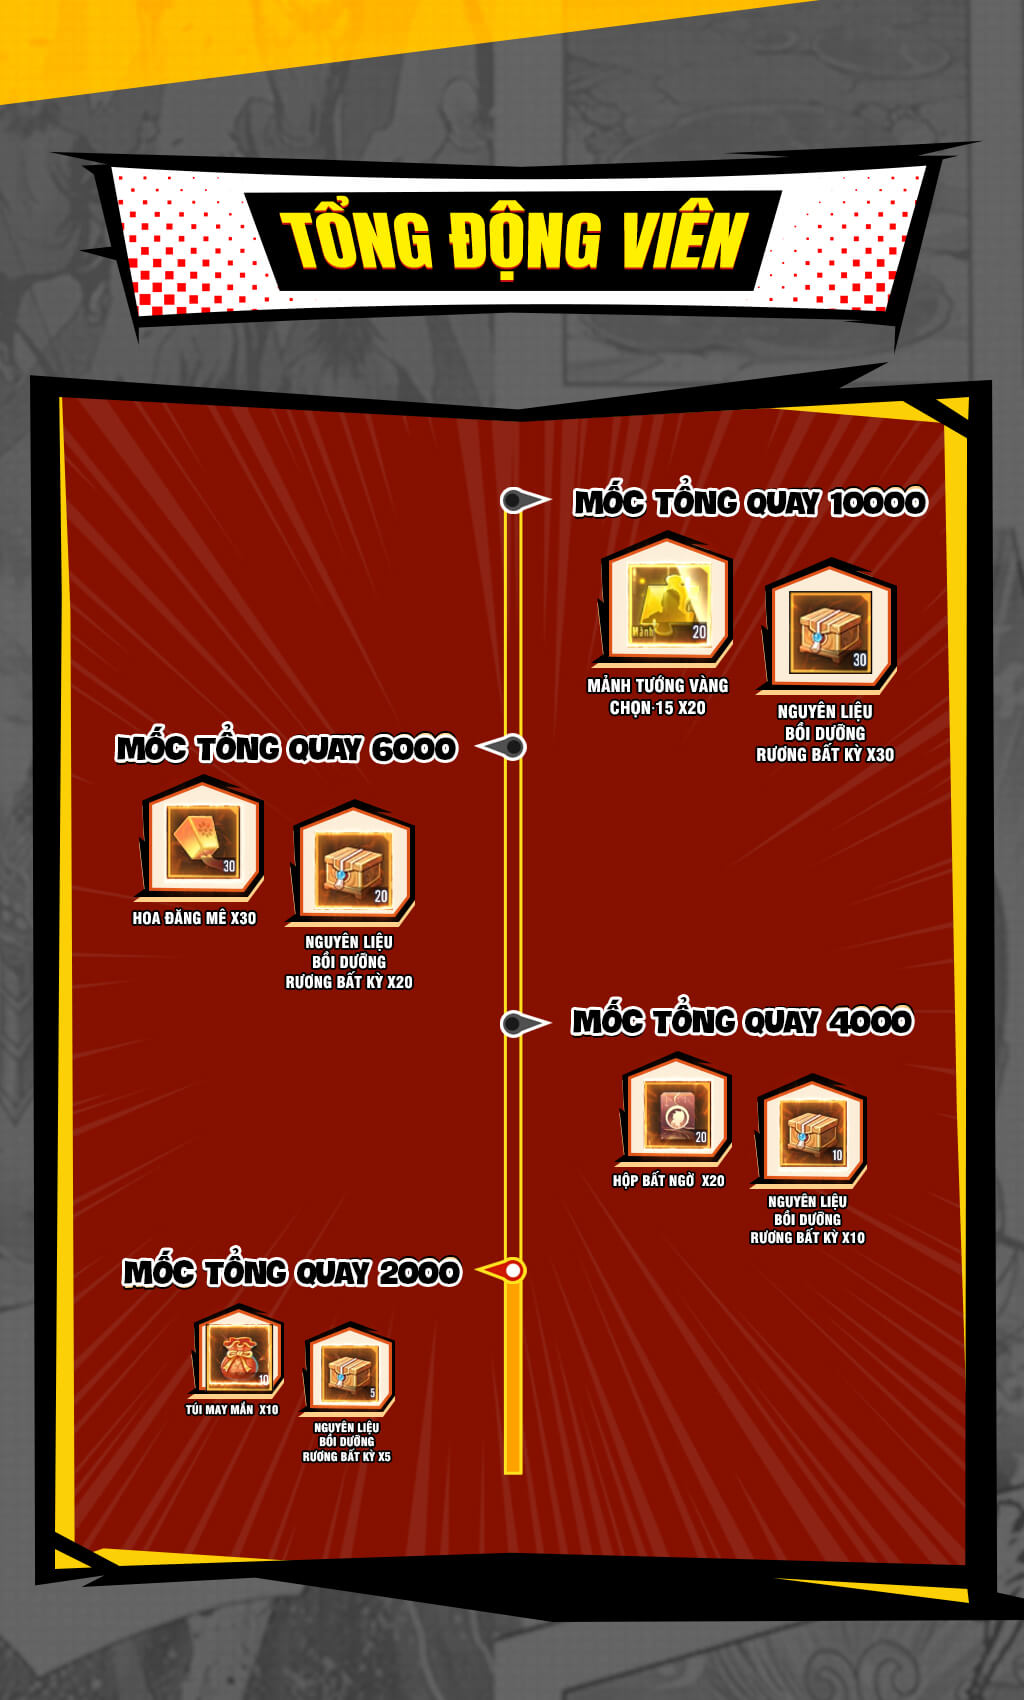 TỔNG ĐỘNG VIÊN
MỐC TỔNG QUAY 10000
Mảnh
20
30
MẢNH TƯỚNG VÀNG
CHỌN 15 X20
NGUYÊN LIỆU
BỒI DƯỠNG
RƯƠNG BẤT KỲ X30
MỐC TỔNG QUAY 6000
30
20
HOA ĐĂNG MÊ X30
NGUYÊN LIỆU
BỒI DƯỠNG
RƯƠNG BẤT KỲ X20
MỐC TỔNG QUAY 4000
20
10
HỘP BẤT NGỜ X20
NGUYÊN LIỆU
BỒI DƯỠNG
RƯƠNG BẤT KỲ X10
MỐC TỔNG QUAY 2000
10
5
TÚI MAY MẮN X10
NGUYÊN LIỆU
BỒI DƯỠNG
RƯƠNG BẤT KỲ X5